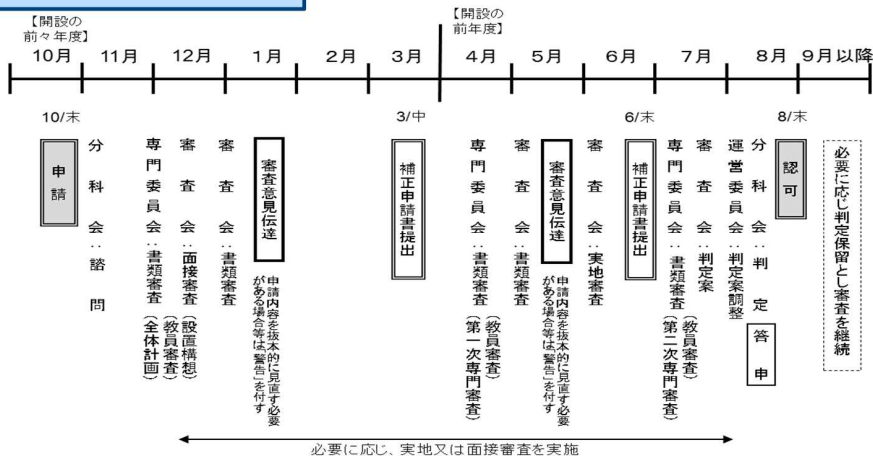 【開設の
前々年度】
【開設の
前年度】
10月
11月
12月
1月
2月
3月
4月
5月
6月
7月
8月
9月以降
10/末
3/中
6/末
8/末
申請
分科会：諮問
専門委員会：書類審査
（教員審査）
（全体計画）
審査会：面接審査
（設置構想）
審査会：書類審査
審査意見伝達
申請内容を抜本的に見直す必要
がある場合等は、「警告」を付す
補正申請書提出
専門委員会：書類審査
（教員審査）
（第一次専門審査）
審査会：書類審査
審査意見伝達
申請内容を抜本的に見直す必要
がある場合等は、「警告」を付す
審査会：実地審査
補正申請書提出
専門委員会：書類審査
（教員審査）
（第二次専門審査）
審査会：判定案
運営委員会：判定案調整
分科会：判定
答申
認可
必要に応じ判定保留とし審査を継続
必要に応じ、実地又は面接審査を実施